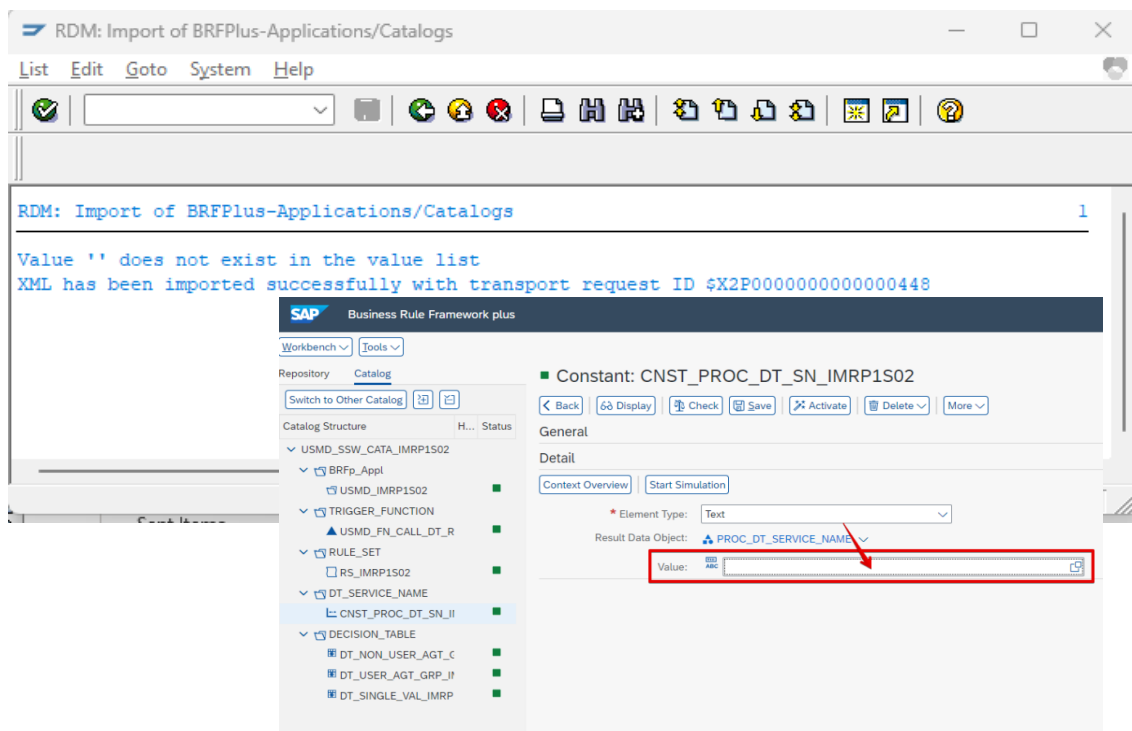 RDM: Import of BRFPlus-Applications/Catalogs
List Edit Goto System Help
RDM: Import of BRFPlus-Applications/Catalogs 1
Value '' does not exist in the value list
XML has been imported successfully with transport request ID $X2P0000000000000448
SAP Business Rule Framework plus
Workbench Tools
Repository Catalog
Switch to Other Catalog
Catalog Structure H... Status
USMD_SSW_CATA_IMRP1S02
BRFp_Appl
USMD_IMRP1S02
TRIGGER_FUNCTION
USMD_FN_CALL_DT_R
RULE_SET
RS_IMRP1S02
DT_SERVICE_NAME
CNST_PROC_DT_SN_II
DECISION_TABLE
DT_NON_USER_AGT_C
DT_USER_AGT_GRP_II
DT_SINGLE_VAL_IMRP
Constant: CNST_PROC_DT_SN_IMRP1S02
Back Display Check Save Activate Delete More
General
Detail
Context Overview Start Simulation
* Element Type: Text
Result Data Object: PROC_DT_SERVICE_NAME
Value: ABC